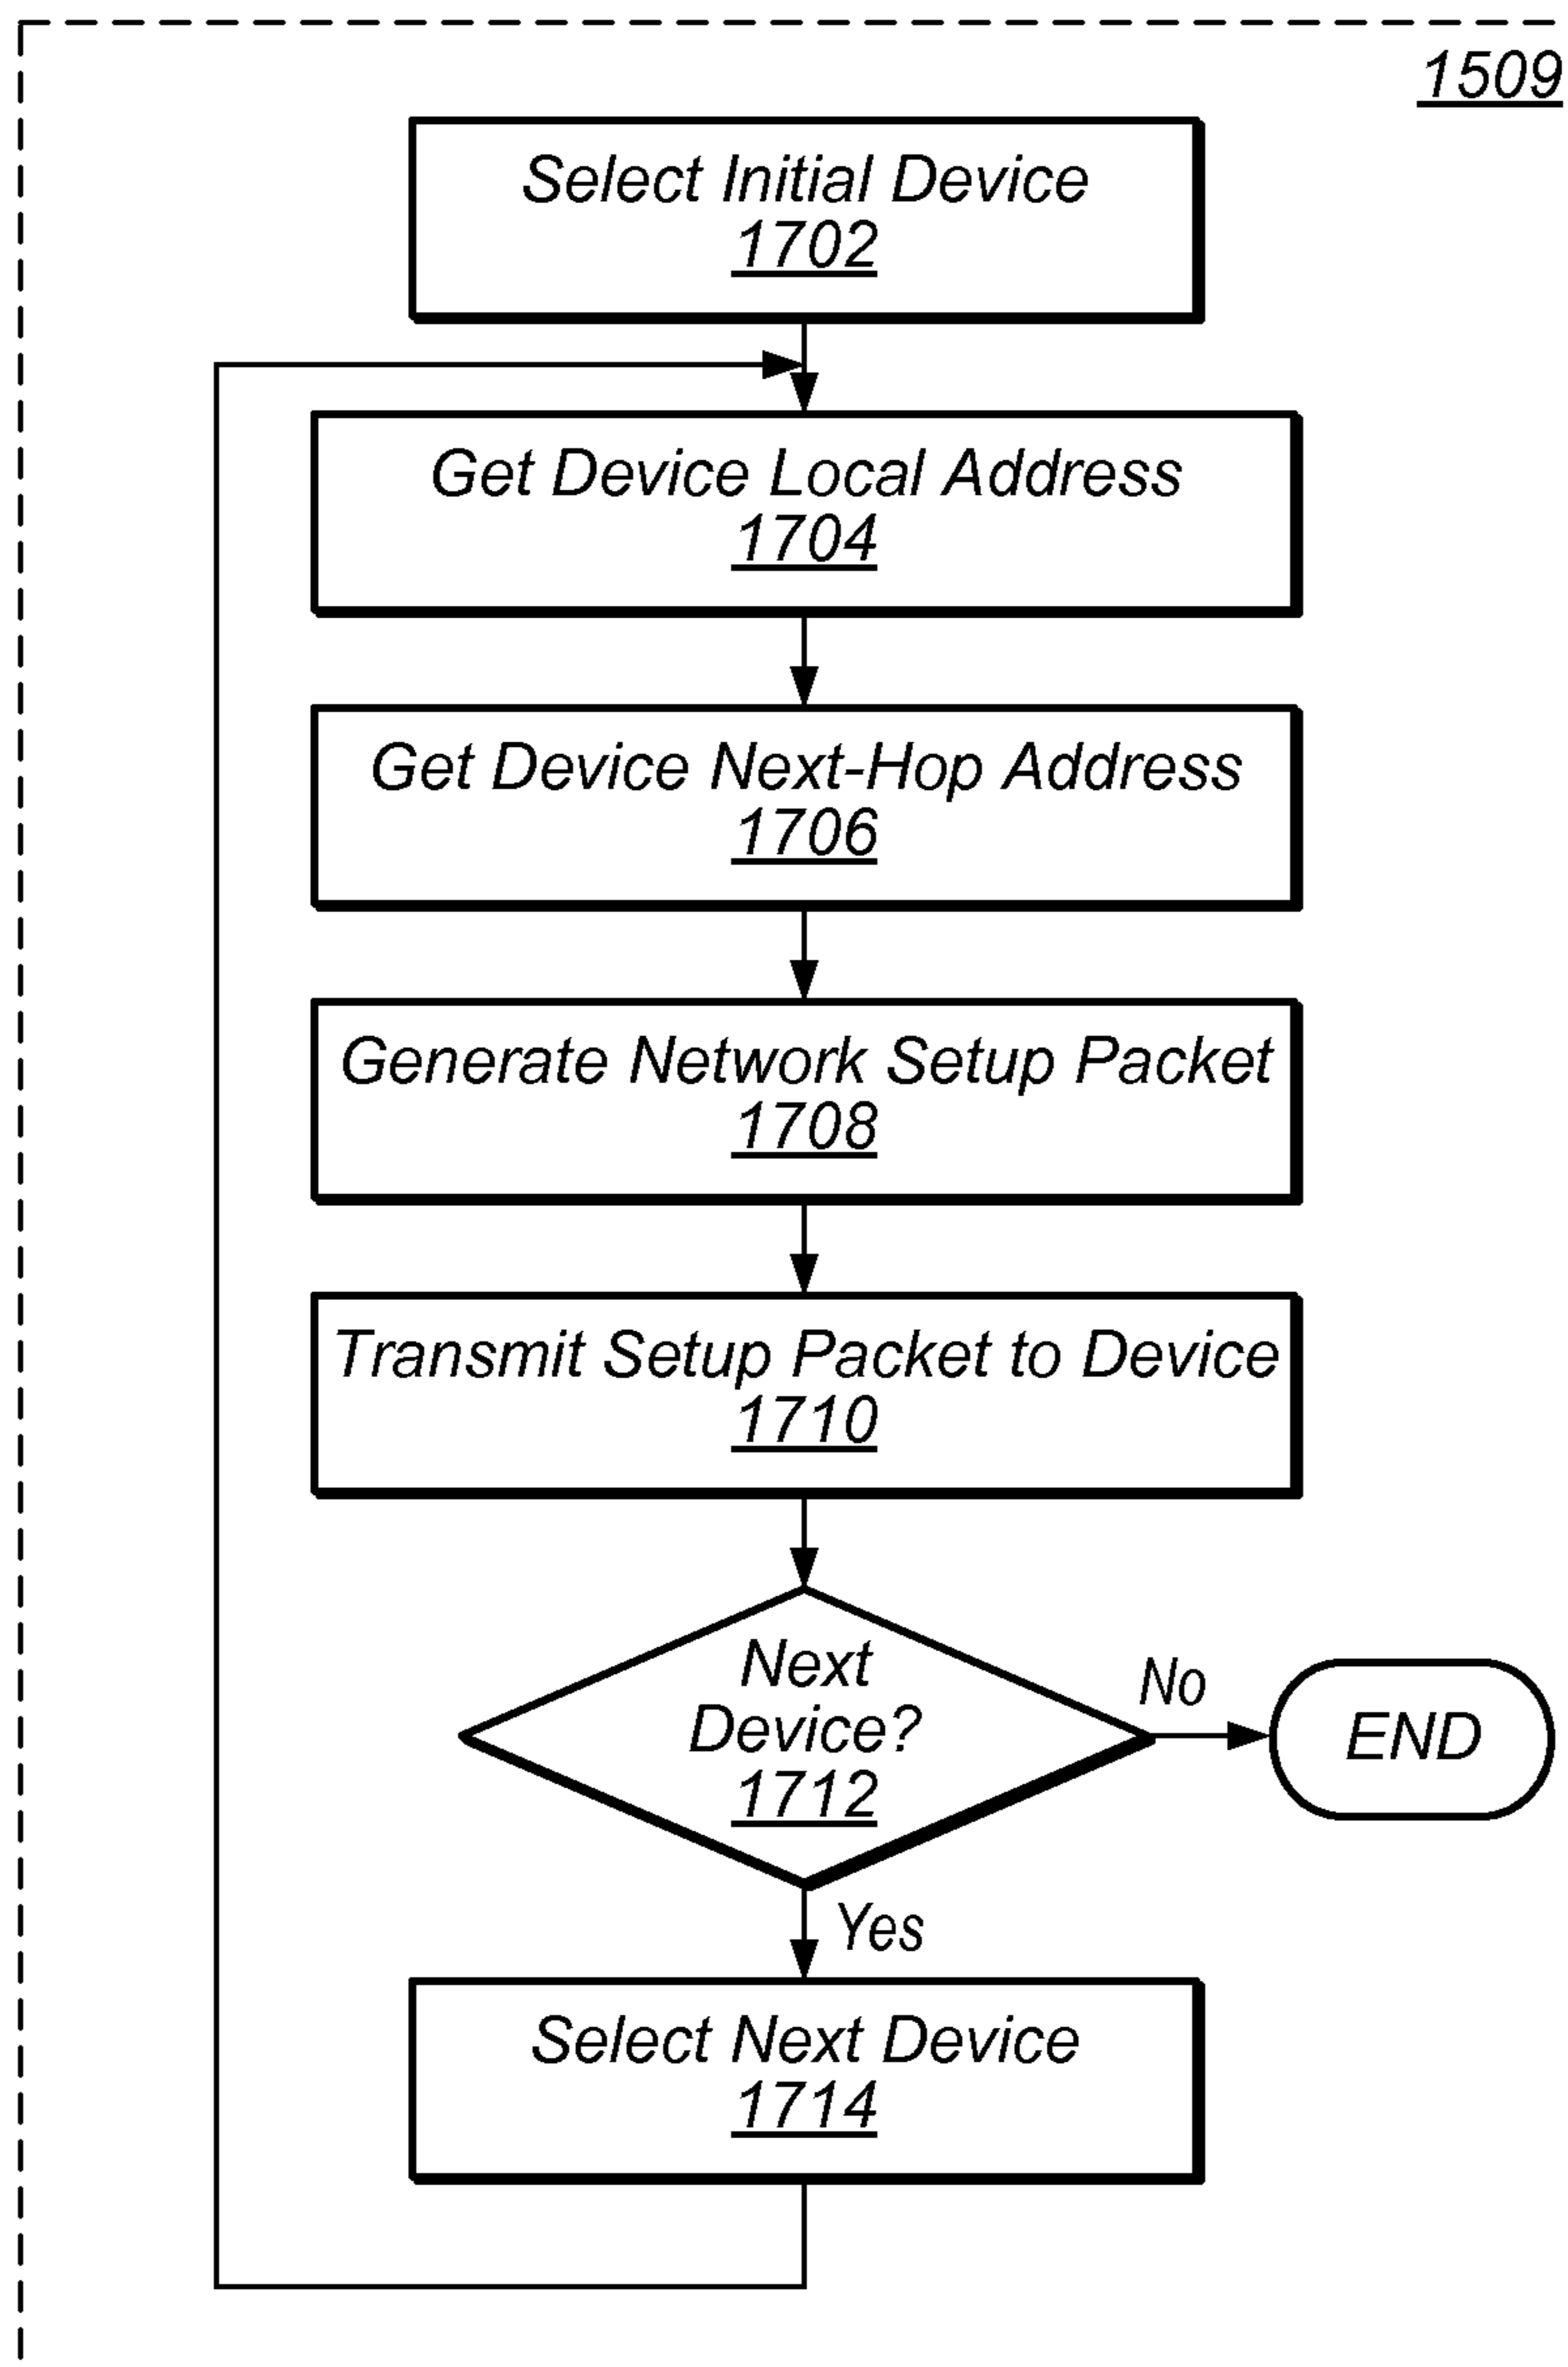 1509
Select Initial Device
1702
Get Device Local Address
1704
Get Device Next-Hop Address
1706
Generate Network Setup Packet
1708
Transmit Setup Packet to Device
1710
Next
Device?
1712
No
END
Yes
Select Next Device
1714